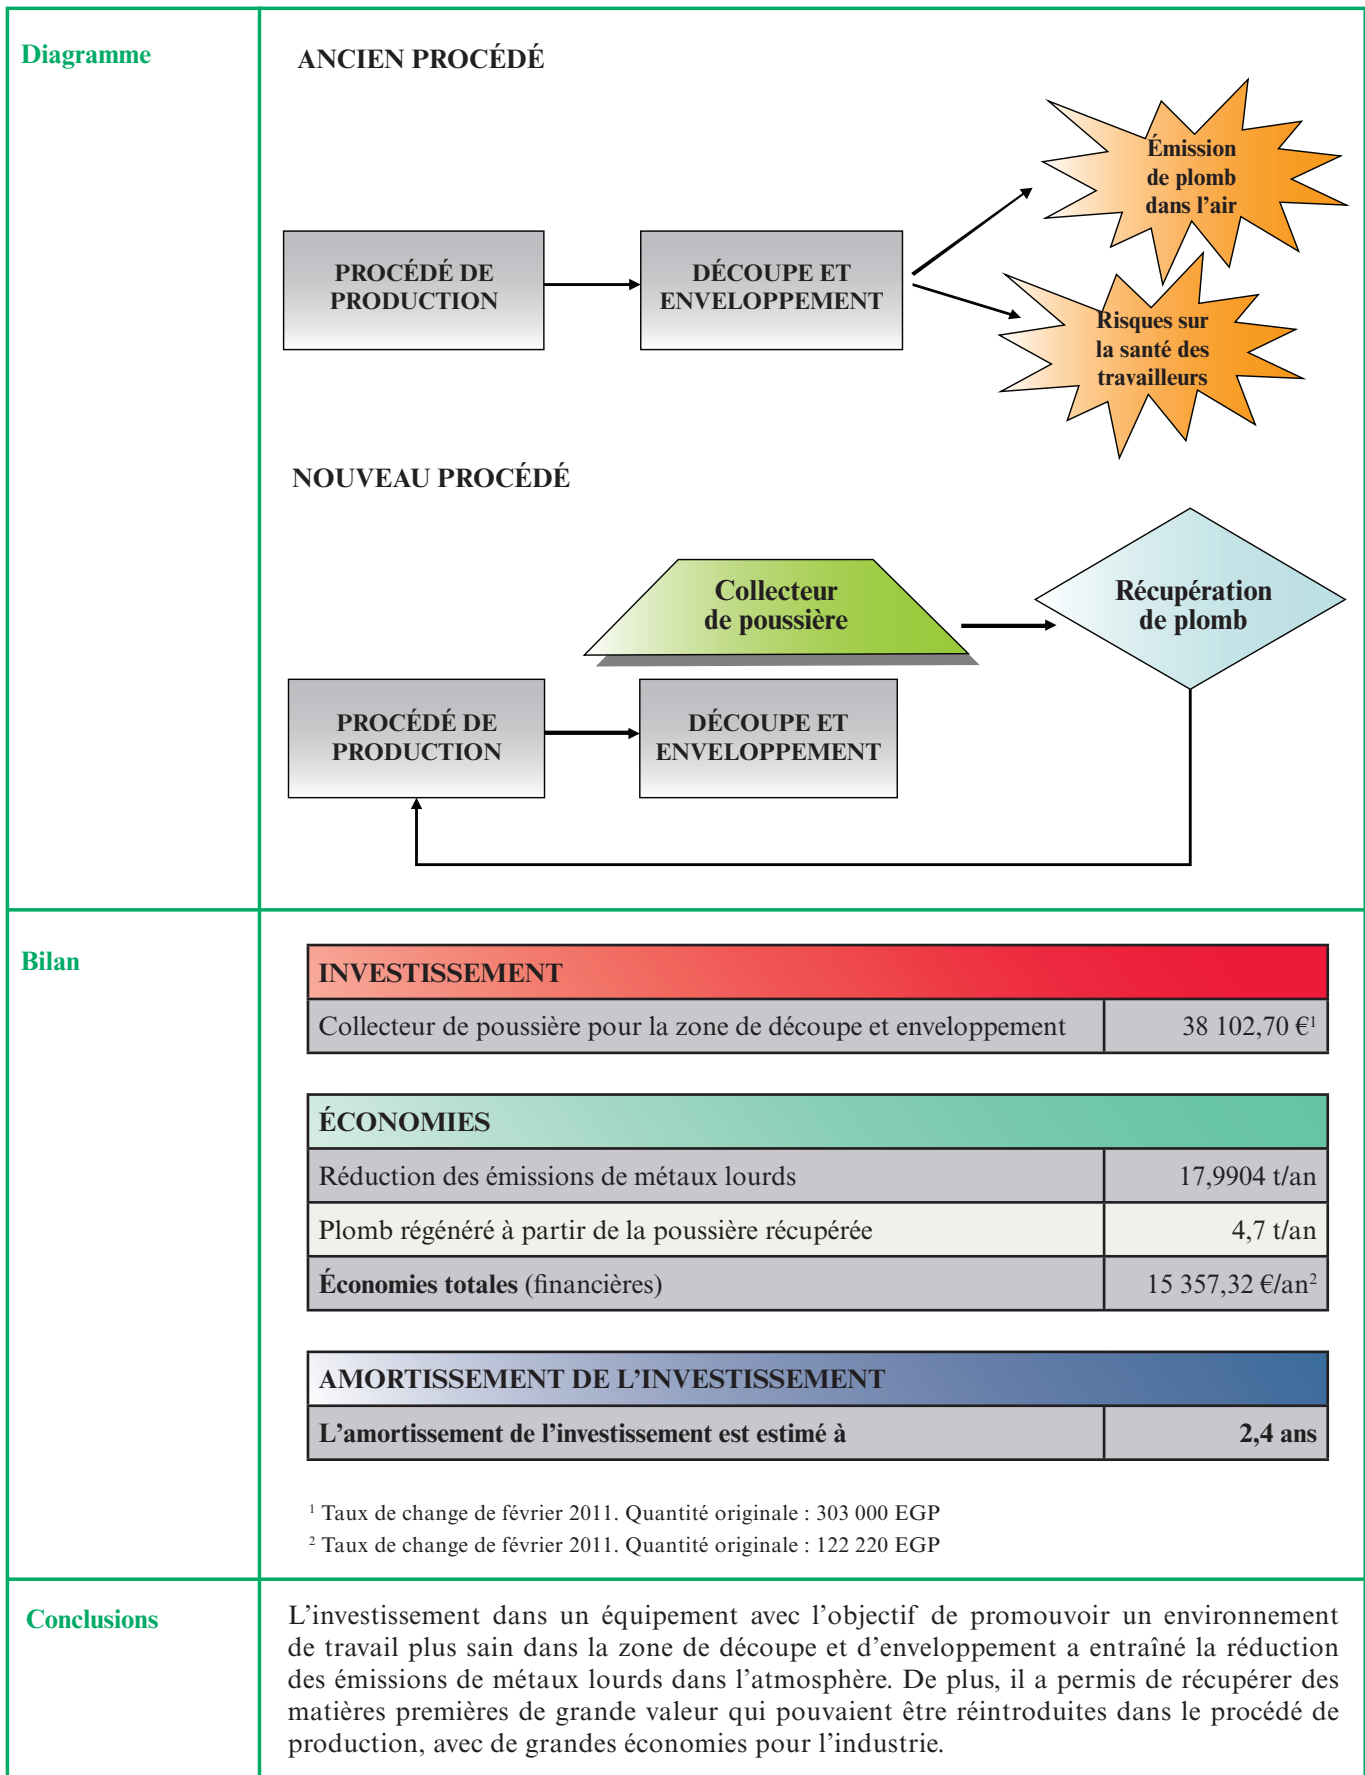 Diagramme
ANCIEN PROCÉDÉ
Émission
de plomb
dans l’air
PROCÉDÉ DE
PRODUCTION
DÉCOUPE ET
ENVELOPPEMENT
Risques sur
la santé des
travailleurs
NOUVEAU PROCÉDÉ
Collecteur
de poussière
Récupération
de plomb
PROCÉDÉ DE
PRODUCTION
DÉCOUPE ET
ENVELOPPEMENT
Bilan
INVESTISSEMENT
Collecteur de poussière pour la zone de découpe et enveloppement 38 102,70 €¹
ÉCONOMIES
Réduction des émissions de métaux lourds 17,9904 t/an
Plomb régénéré à partir de la poussière récupérée 4,7 t/an
Économies totales (financières) 15 357,32 €/an²
AMORTISSEMENT DE L’INVESTISSEMENT
L’amortissement de l’investissement est estimé à 2,4 ans
¹ Taux de change de février 2011. Quantité originale : 303 000 EGP
² Taux de change de février 2011. Quantité originale : 122 220 EGP
Conclusions
L’investissement dans un équipement avec l’objectif de promouvoir un environnement
de travail plus sain dans la zone de découpe et d’enveloppement a entraîné la réduction
des émissions de métaux lourds dans l’atmosphère. De plus, il a permis de récupérer des
matières premières de grande valeur qui pouvaient être réintroduites dans le procédé de
production, avec de grandes économies pour l’industrie.